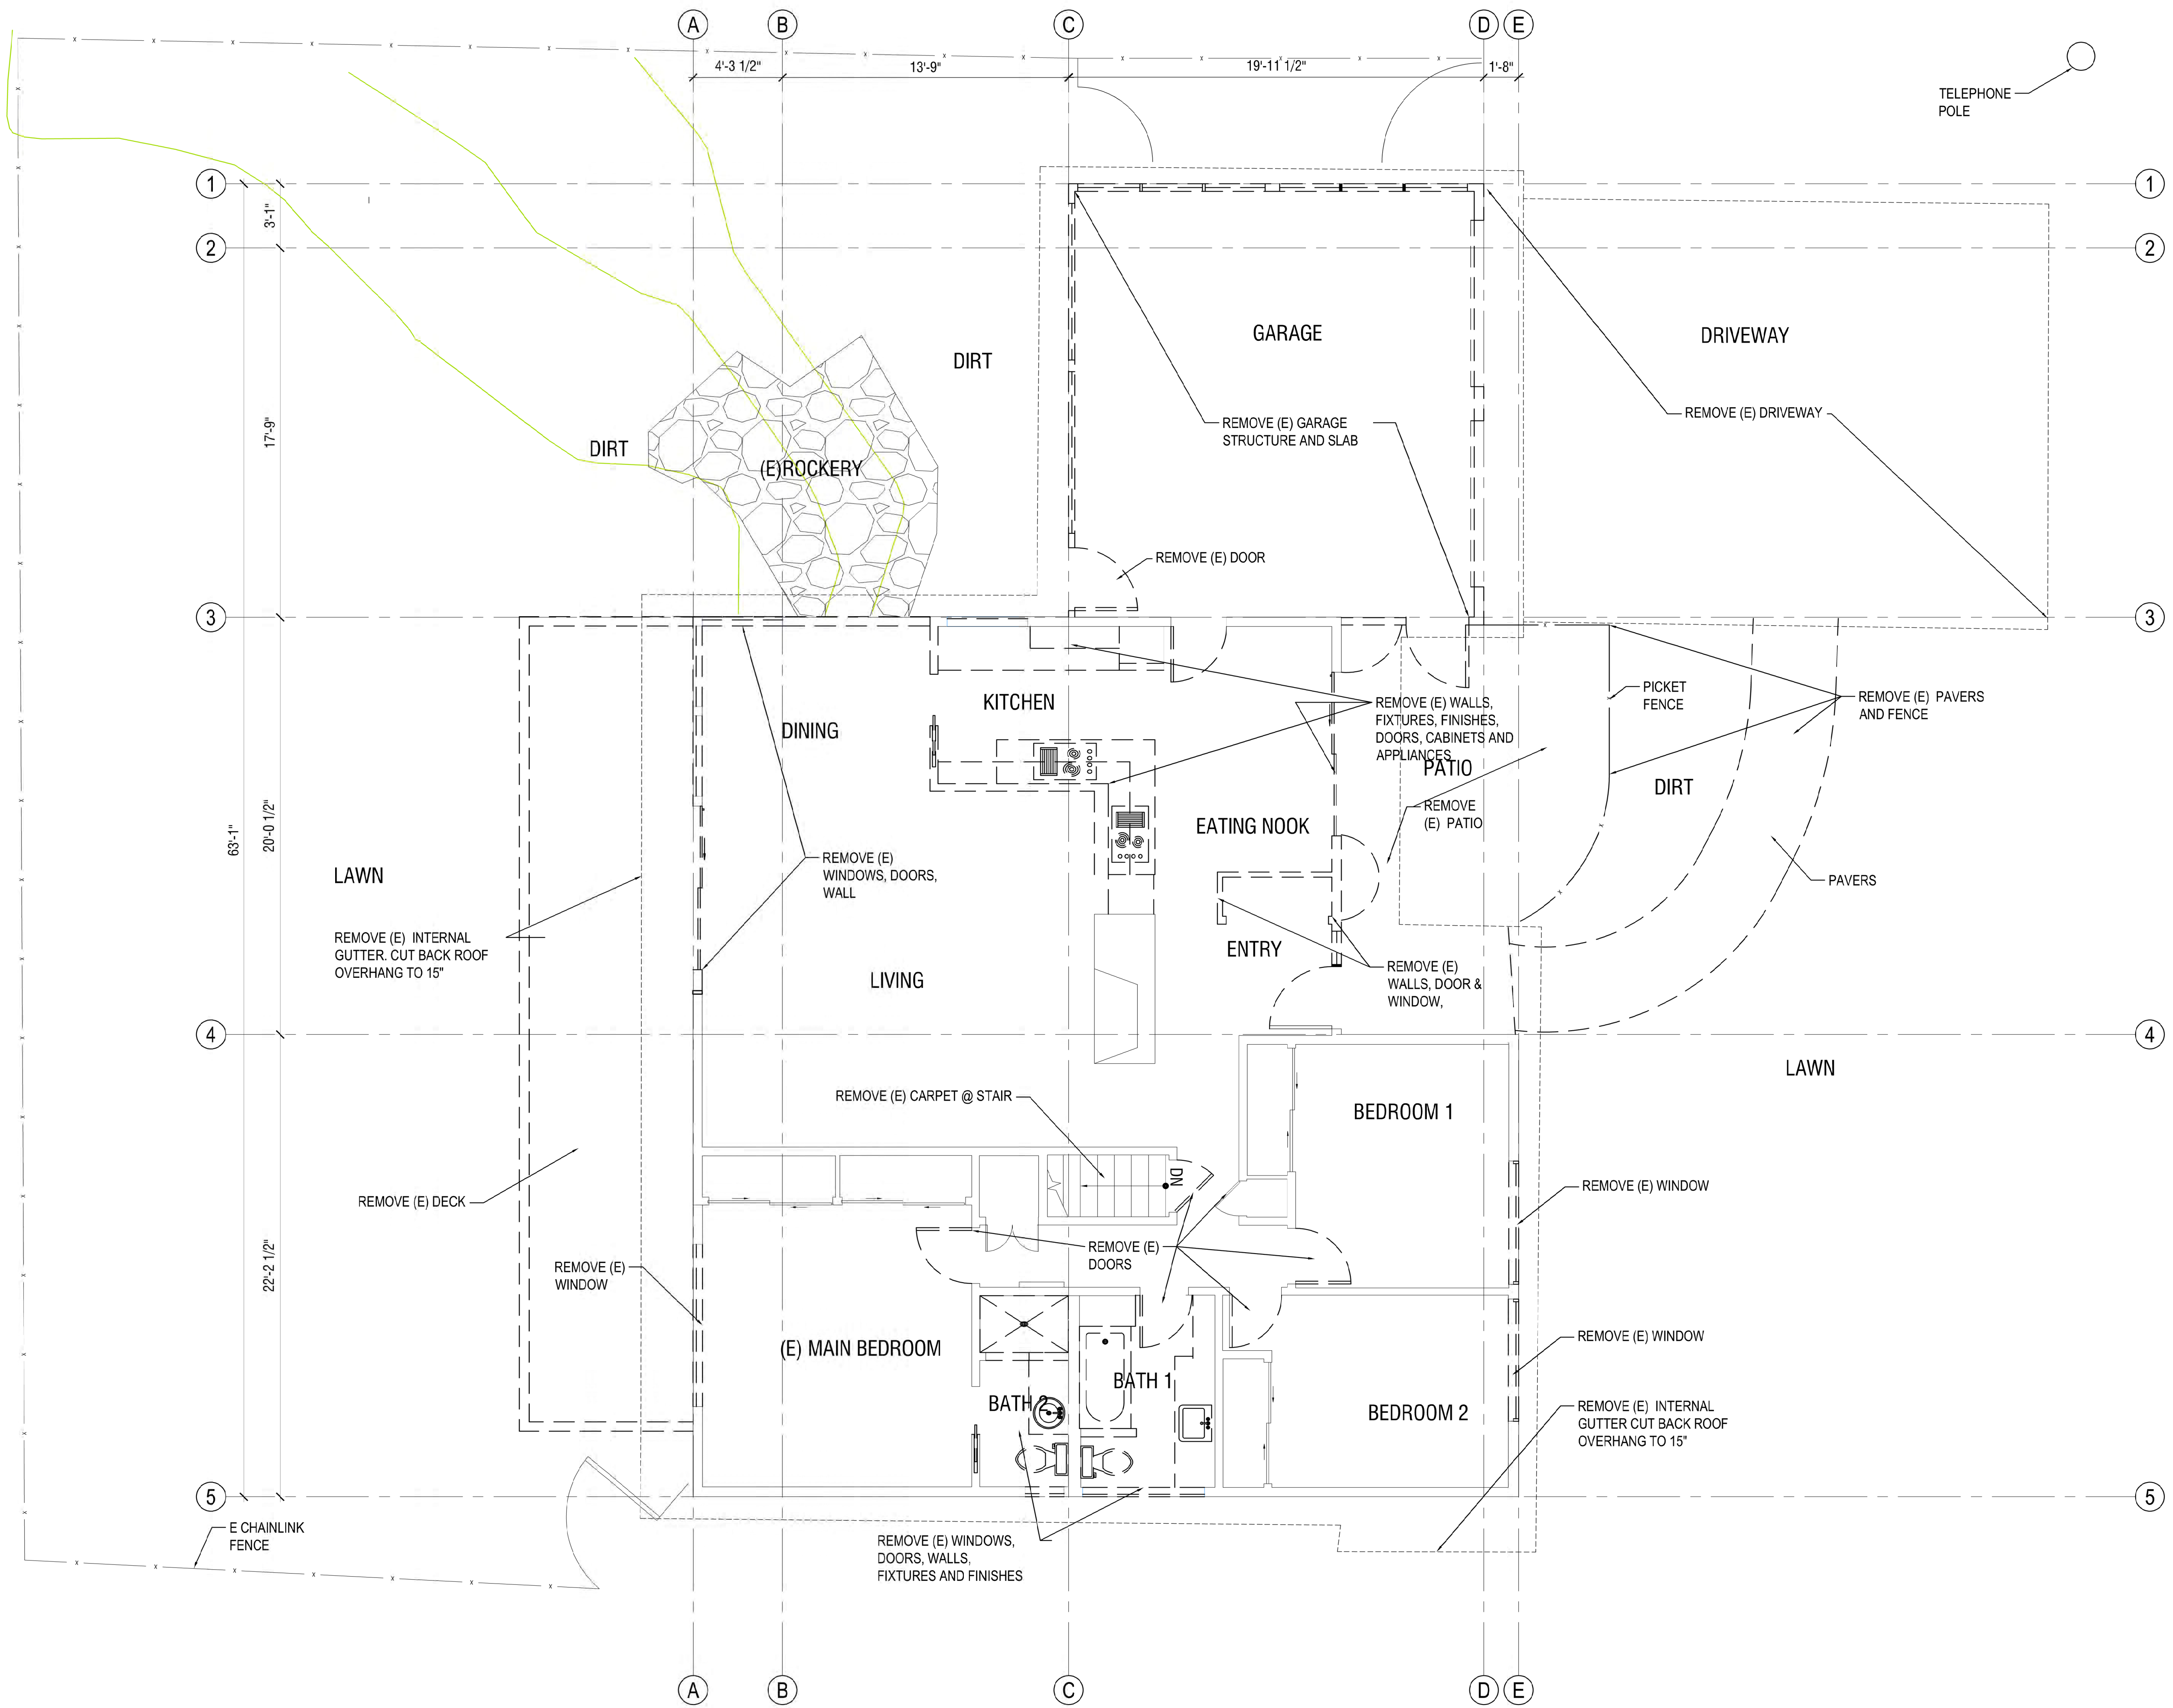 A
B
C
D
E
4'-3 1/2"
13'-9"
19'-11 1/2"
1'-8"
TELEPHONE
POLE
1
1
3'-1"
2
2
GARAGE
DRIVEWAY
DIRT
REMOVE (E) DRIVEWAY
REMOVE (E) GARAGE
STRUCTURE AND SLAB
17'-9"
DIRT
(E)ROCKERY
REMOVE (E) DOOR
3
3
PICKET
FENCE
REMOVE (E) PAVERS
AND FENCE
KITCHEN
REMOVE (E) WALLS,
FIXTURES, FINISHES,
DOORS, CABINETS AND
APPLIANCES
DINING
PATIO
DIRT
REMOVE
(E) PATIO
EATING NOOK
63'-1"
20'-0 1/2"
REMOVE (E)
WINDOWS, DOORS,
WALL
LAWN
PAVERS
REMOVE (E) INTERNAL
GUTTER. CUT BACK ROOF
OVERHANG TO 15"
ENTRY
LIVING
REMOVE (E)
WALLS, DOOR &
WINDOW,
4
4
LAWN
REMOVE (E) CARPET @ STAIR
BEDROOM 1
DN
REMOVE (E) DECK
REMOVE (E) WINDOW
22'-2 1/2"
REMOVE (E)
DOORS
REMOVE (E)
WINDOW
(E) MAIN BEDROOM
REMOVE (E) WINDOW
BATH 1
BATH 2
BEDROOM 2
REMOVE (E) INTERNAL
GUTTER CUT BACK ROOF
OVERHANG TO 15"
5
5
E CHAINLINK
FENCE
REMOVE (E) WINDOWS,
DOORS, WALLS,
FIXTURES AND FINISHES
A
B
C
D
E